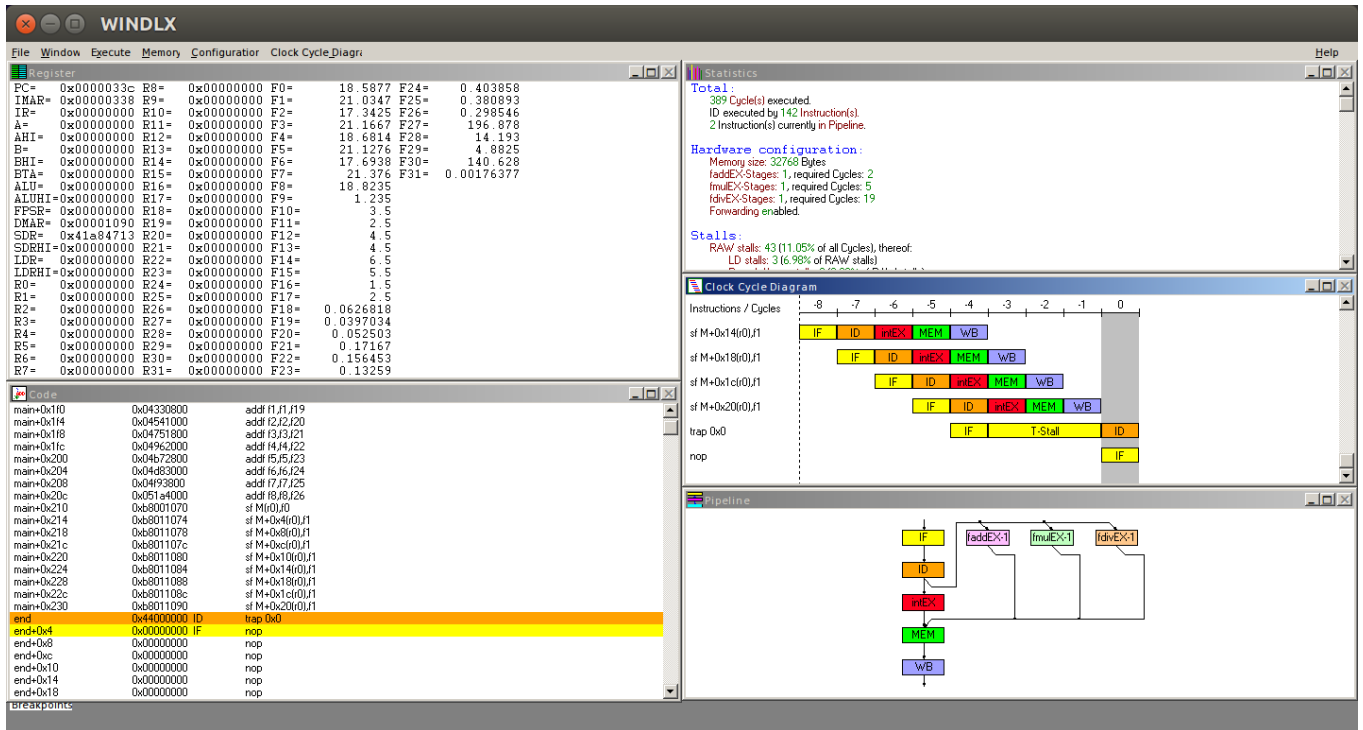 WINDLX
File Window Execute Memory Configuration Clock Cycle Diagra Help
Register
PC= 0x0000033c R8= 0x00000000 F0= 18.5877 F24= 0.403858
IMAR= 0x00000338 R9= 0x00000000 F1= 21.0347 F25= 0.380893
IR= 0x00000000 R10= 0x00000000 F2= 17.3425 F26= 0.298546
A= 0x00000000 R11= 0x00000000 F3= 21.1667 F27= 196.878
AHI= 0x00000000 R12= 0x00000000 F4= 18.6814 F28= 14.193
B= 0x00000000 R13= 0x00000000 F5= 21.1276 F29= 4.8825
BHI= 0x00000000 R14= 0x00000000 F6= 17.6938 F30= 140.628
BTA= 0x00000000 R15= 0x00000000 F7= 21.376 F31= 0.00176377
ALU= 0x00000000 R16= 0x00000000 F8= 18.8235
ALUHI=0x00000000 R17= 0x00000000 F9= 1.235
FPSR= 0x00000000 R18= 0x00000000 F10= 3.5
DMAR= 0x00001090 R19= 0x00000000 F11= 2.5
SDR= 0x41a84713 R20= 0x00000000 F12= 4.5
SDRHI=0x00000000 R21= 0x00000000 F13= 4.5
LDR= 0x00000000 R22= 0x00000000 F14= 6.5
LDRHI=0x00000000 R23= 0x00000000 F15= 5.5
R0= 0x00000000 R24= 0x00000000 F16= 1.5
R1= 0x00000000 R25= 0x00000000 F17= 2.5
R2= 0x00000000 R26= 0x00000000 F18= 0.0626818
R3= 0x00000000 R27= 0x00000000 F19= 0.0397034
R4= 0x00000000 R28= 0x00000000 F20= 0.052503
R5= 0x00000000 R29= 0x00000000 F21= 0.17167
R6= 0x00000000 R30= 0x00000000 F22= 0.156453
R7= 0x00000000 R31= 0x00000000 F23= 0.13259
Statistics
Total:
389 Cycle(s) executed.
ID executed by 142 Instruction(s).
2 Instruction(s) currently in Pipeline.
Hardware configuration:
Memory size: 32768 Bytes
faddEX-Stages: 1, required Cycles: 2
fmulEX-Stages: 1, required Cycles: 5
fdivEX-Stages: 1, required Cycles: 19
Forwarding enabled.
Stalls:
RAW stalls: 43 (11.05% of all Cycles), thereof:
LD stalls: 3 (6.98% of RAW stalls)
Clock Cycle Diagram
Instructions / Cycles -8 -7 -6 -5 -4 -3 -2 -1 0
sf M+0x14(r0),f1 IF ID intEX MEM WB
sf M+0x18(r0),f1 IF ID intEX MEM WB
sf M+0x1c(r0),f1 IF ID intEX MEM WB
sf M+0x20(r0),f1 IF ID intEX MEM WB
trap 0x0 IF T-Stall ID
nop IF
Code
main+0x1f0 0x04330800 addf f1,f1,f19
main+0x1f4 0x04541000 addf f2,f2,f20
main+0x1f8 0x04751800 addf f3,f3,f21
main+0x1fc 0x04962000 addf f4,f4,f22
main+0x200 0x04b72800 addf f5,f5,f23
main+0x204 0x04d83000 addf f6,f6,f24
main+0x208 0x04f93800 addf f7,f7,f25
main+0x20c 0x051a4000 addf f8,f8,f26
main+0x210 0xb8001070 sf M(r0),f0
main+0x214 0xb8011074 sf M+0x4(r0),f1
main+0x218 0xb8011078 sf M+0x8(r0),f1
main+0x21c 0xb801107c sf M+0xc(r0),f1
main+0x220 0xb8011080 sf M+0x10(r0),f1
main+0x224 0xb8011084 sf M+0x14(r0),f1
main+0x228 0xb8011088 sf M+0x18(r0),f1
main+0x22c 0xb801108c sf M+0x1c(r0),f1
main+0x230 0xb8011090 sf M+0x20(r0),f1
end 0x44000000 ID trap 0x0
end+0x4 0x00000000 IF nop
end+0x8 0x00000000 nop
end+0xc 0x00000000 nop
end+0x10 0x00000000 nop
end+0x14 0x00000000 nop
end+0x18 0x00000000 nop
Pipeline
IF faddEX-1 fmulEX-1 fdivEX-1
ID
intEX
MEM
WB
Breakpoints